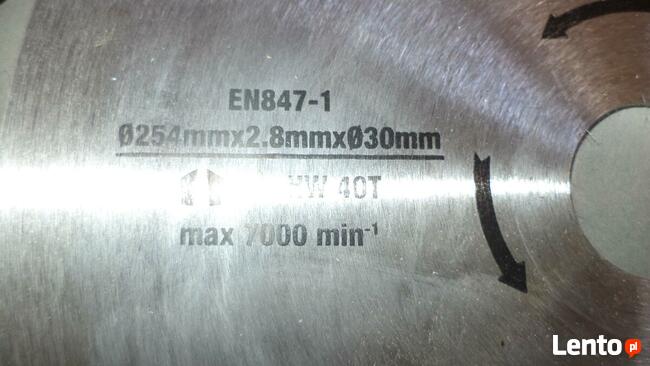 EN847-1
Ø254mmx2.8mmxØ30mm
HW 40T
max 7000 min⁻¹
Lento.pl